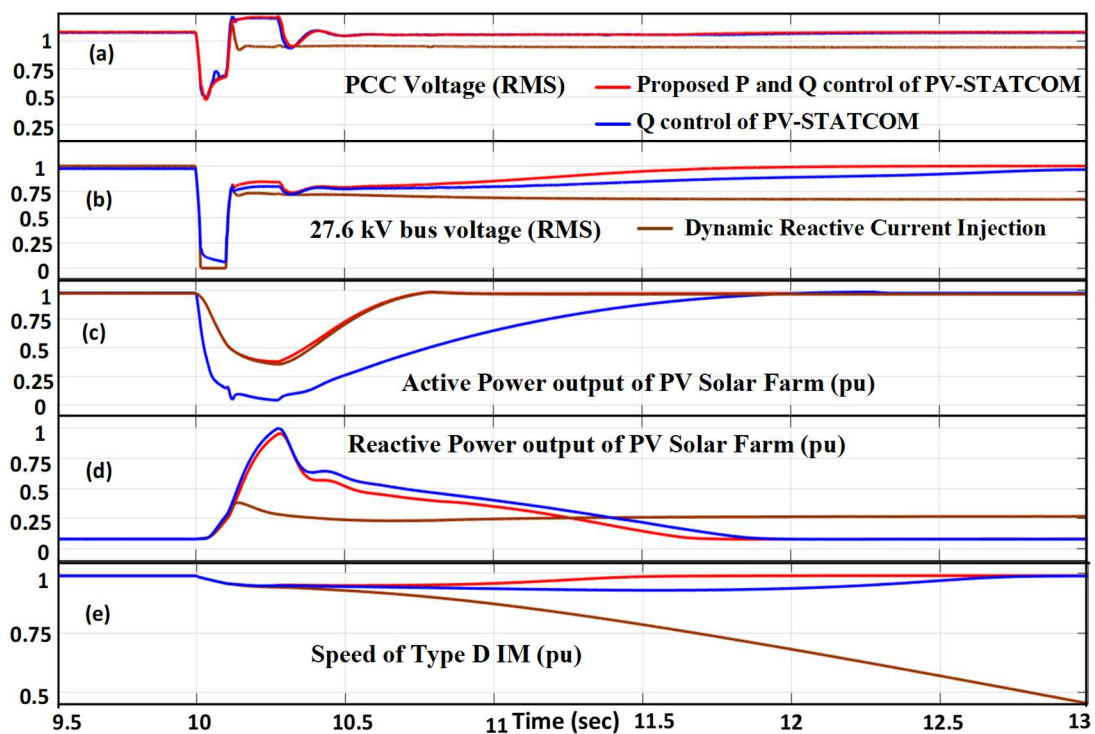 1
0.75
0.5
0.25
(a)
PCC Voltage (RMS)
Proposed P and Q control of PV-STATCOM
Q control of PV-STATCOM
1
0.75
0.5
0.25
0
(b)
27.6 kV bus voltage (RMS)
Dynamic Reactive Current Injection
1
0.75
0.5
0.25
0
(c)
Active Power output of PV Solar Farm (pu)
1
0.75
0.5
0.25
0
(d)
Reactive Power output of PV Solar Farm (pu)
1
0.75
0.5
(e)
Speed of Type D IM (pu)
9.5 10 10.5 11 11.5 12 12.5 13
Time (sec)